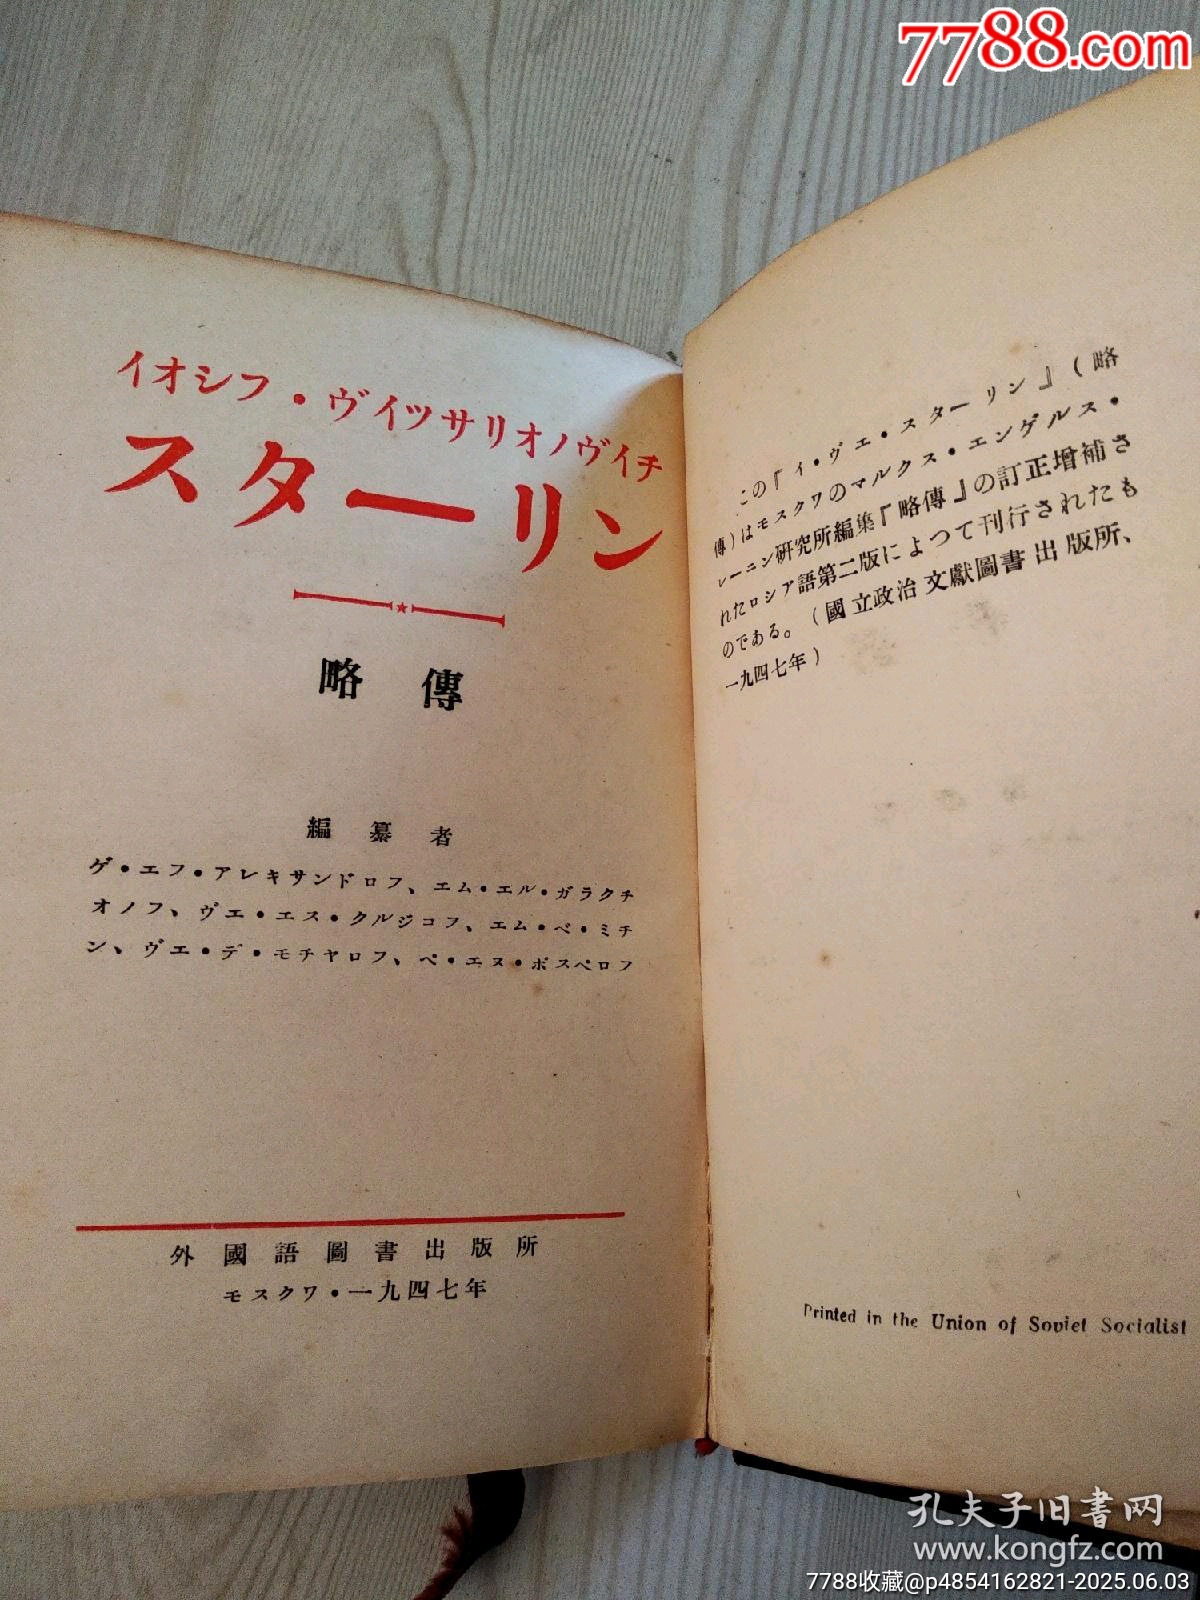 7788.com
イオシフ・ヴイツサリオノヴイチ
スターリン
略 傳
編纂者
ゲ・エフ・アレキサンドロフ、エム・エル・ガラクチ
オノフ、ヴエ・エス・クルジコフ、エム・ベ・ミチ
ン、ヴエ・デ・モチヤロフ、ペ・エヌ・ポスペロフ
外國語圖書出版所
モスクワ・一九四七年
この『イ・ヴエ・スターリン』(略
傳)はモスクワのマルクス・エンゲルス・
レーニン研究所編集『略傳』の訂正增補さ
れたロシア語第二版によつて刊行されたも
のである。(國立政治文獻圖書出版所、
一九四七年)
Printed in the Union of Soviet Socialist
孔夫子旧书网
www.kongfz.com
7788收藏@p4854162821-2025.06.03